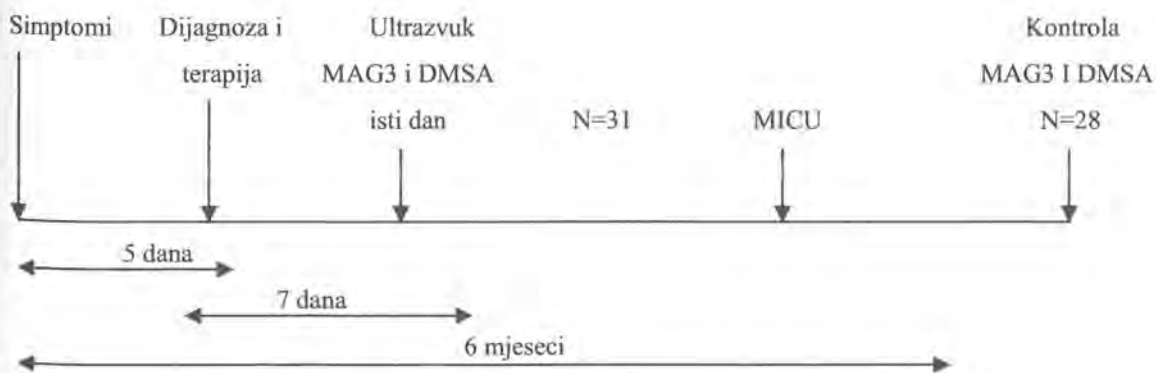 Simptomi
Dijagnoza i
terapija
Ultrazvuk
MAG3 i DMSA
isti dan
N=31
MICU
Kontrola
MAG3 I DMSA
N=28
5 dana
7 dana
6 mjeseci